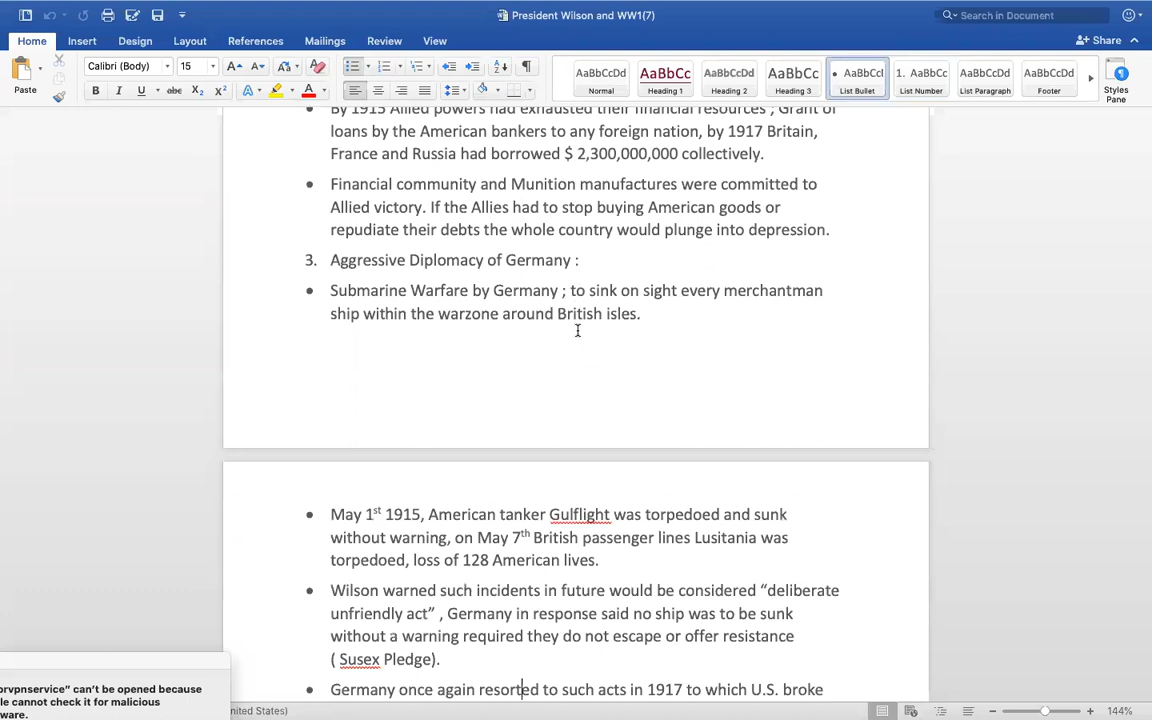 President Wilson and WW1(7)
Search in Document
Home Insert Design Layout References Mailings Review View
Share
Paste
Calibri (Body) 15
AaBbCcDd AaBbCc AaBbCcDd AaBbCcDd AaBbCcI 1. AaBbCc AaBbCcDd AaBbCcDd
Normal Heading 1 Heading 2 Heading 3 List Bullet List Number List Paragraph Footer
Styles
Pane
• By 1915 Allied powers had exhausted their financial resources ; Grant of
loans by the American bankers to any foreign nation, by 1917 Britain,
France and Russia had borrowed $ 2,300,000,000 collectively.
• Financial community and Munition manufactures were committed to
Allied victory. If the Allies had to stop buying American goods or
repudiate their debts the whole country would plunge into depression.
3. Aggressive Diplomacy of Germany :
• Submarine Warfare by Germany ; to sink on sight every merchantman
ship within the warzone around British isles.
• May 1st 1915, American tanker Gulflight was torpedoed and sunk
without warning, on May 7th British passenger lines Lusitania was
torpedoed, loss of 128 American lives.
• Wilson warned such incidents in future would be considered “deliberate
unfriendly act” , Germany in response said no ship was to be sunk
without a warning required they do not escape or offer resistance
( Susex Pledge).
• Germany once again resorted to such acts in 1917 to which U.S. broke
prvpnservice” can’t be opened because
le cannot check it for malicious
ware.
nited States)
144%